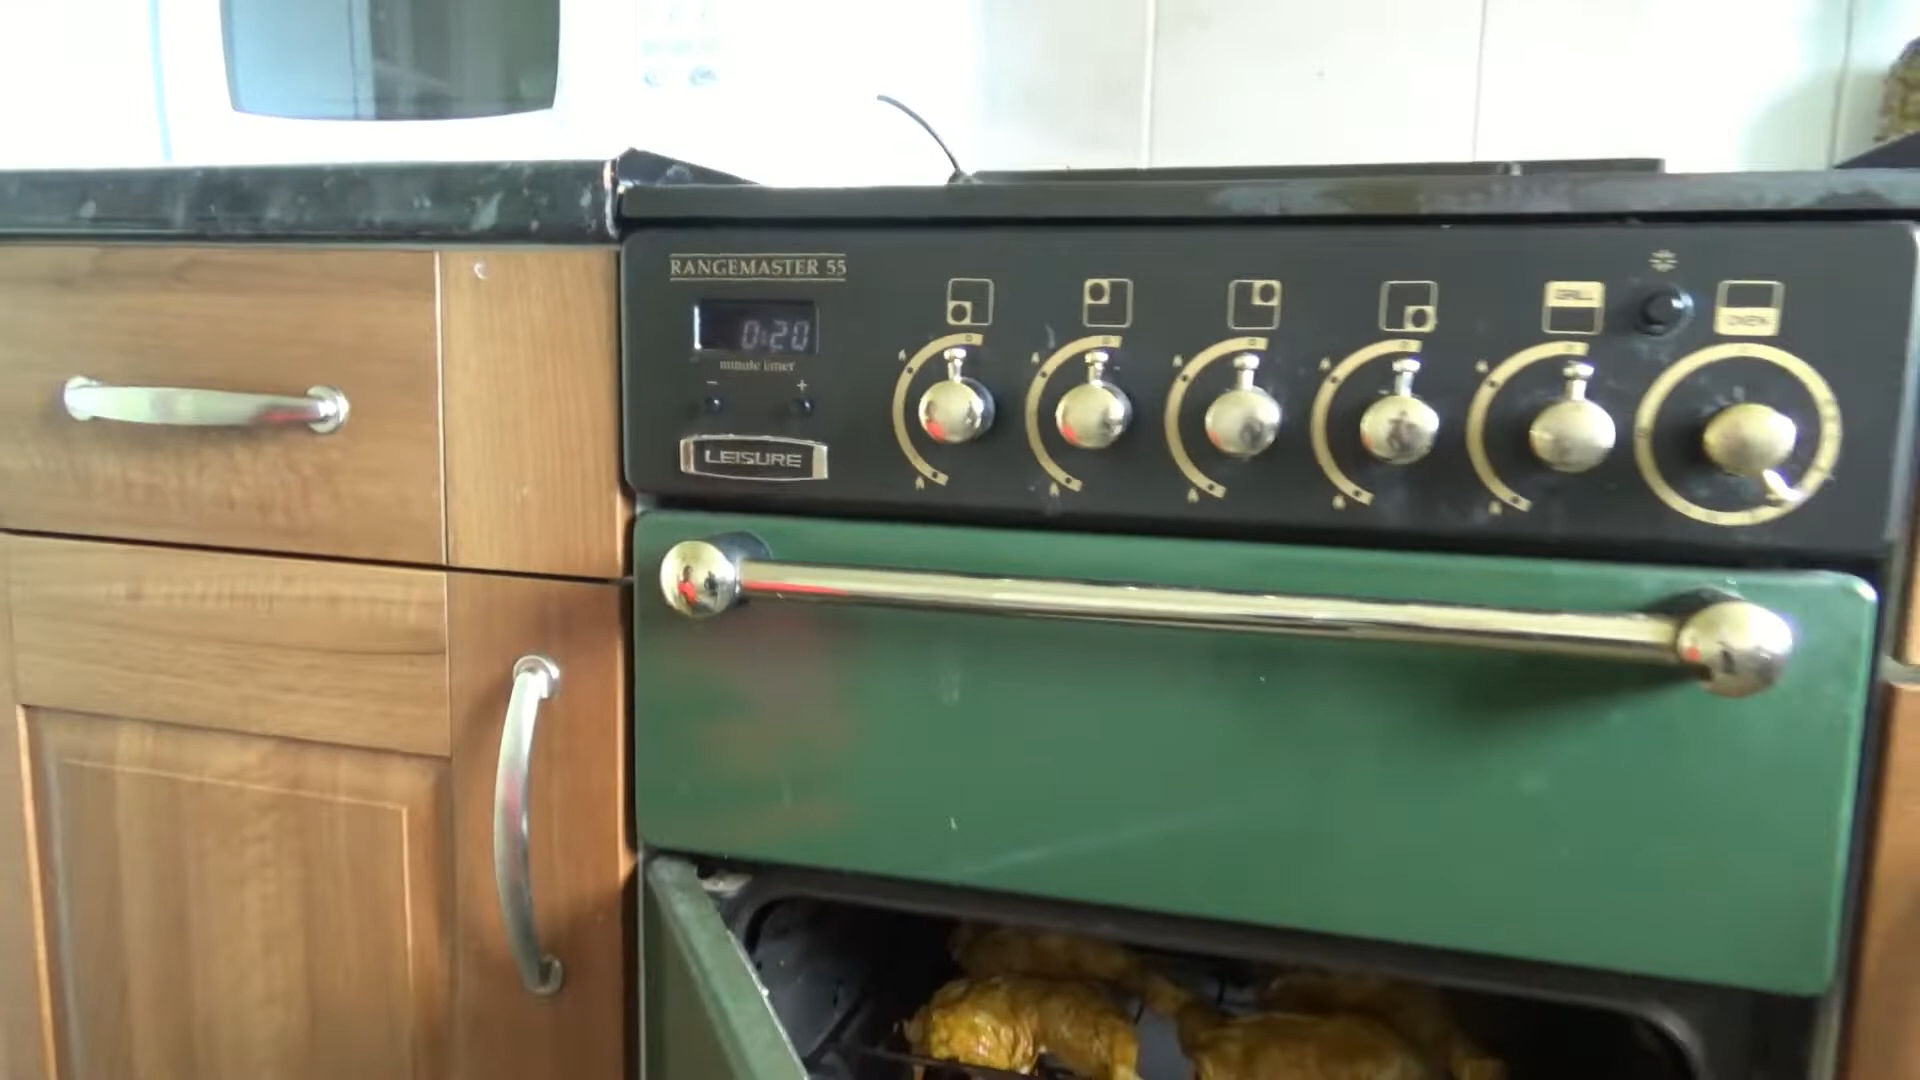 RANGEMASTER 55
0:20
minute timer
- +
LEISURE
GRILL
OVEN